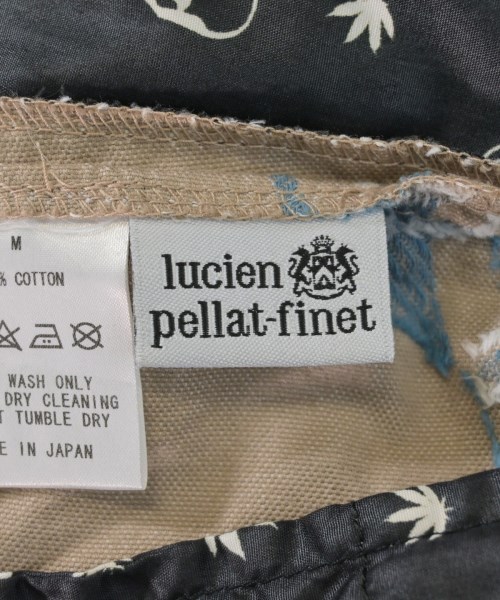 M
% COTTON
WASH ONLY
DRY CLEANING
T TUMBLE DRY
E IN JAPAN
lucien
pellat-finet